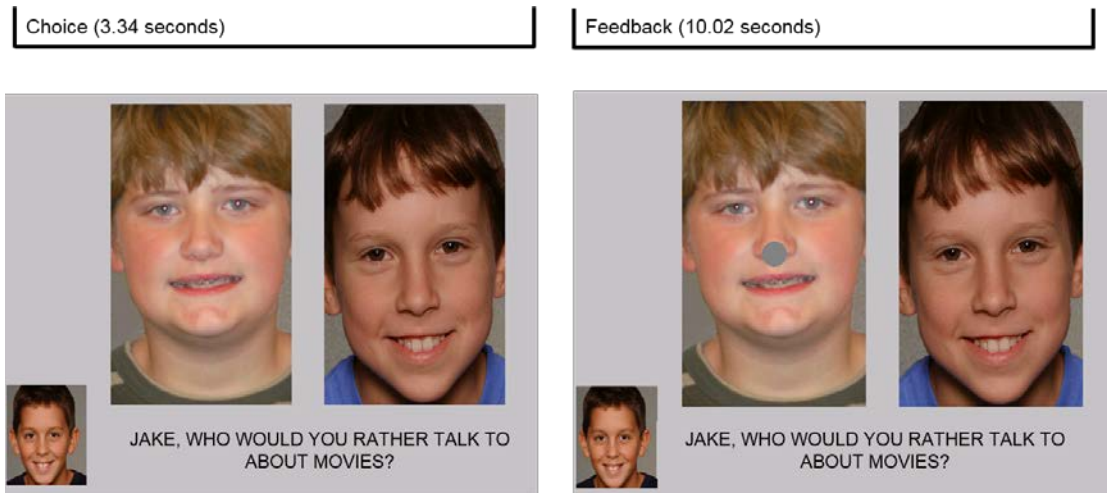 Choice (3.34 seconds)
Feedback (10.02 seconds)
JAKE, WHO WOULD YOU RATHER TALK TO
ABOUT MOVIES?
JAKE, WHO WOULD YOU RATHER TALK TO
ABOUT MOVIES?